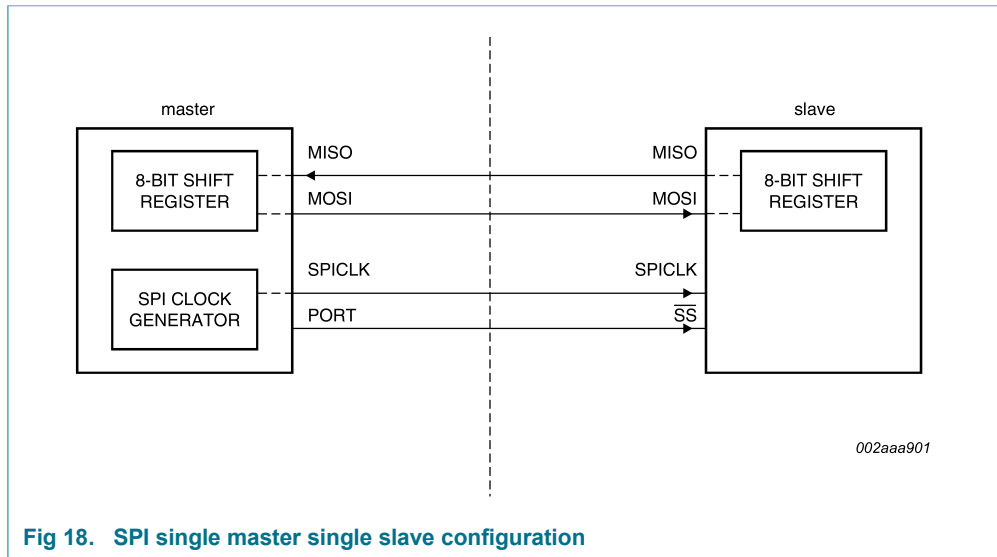 master
slave
8-BIT SHIFT
REGISTER
MISO
MISO
MOSI
MOSI
8-BIT SHIFT
REGISTER
SPI CLOCK
GENERATOR
SPICLK
SPICLK
PORT
S̅S̅
002aaa901
Fig 18. SPI single master single slave configuration